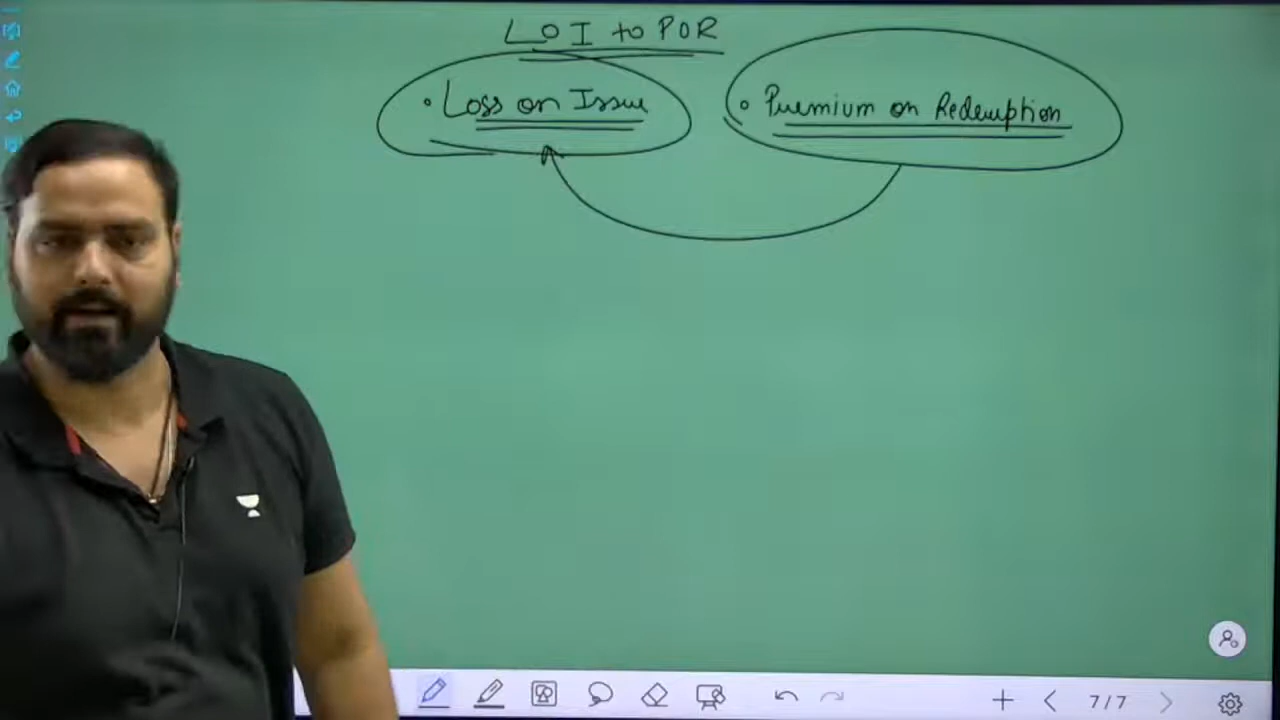 LOI to POR
• Loss on Issue
• Premium on Redemption
7/7